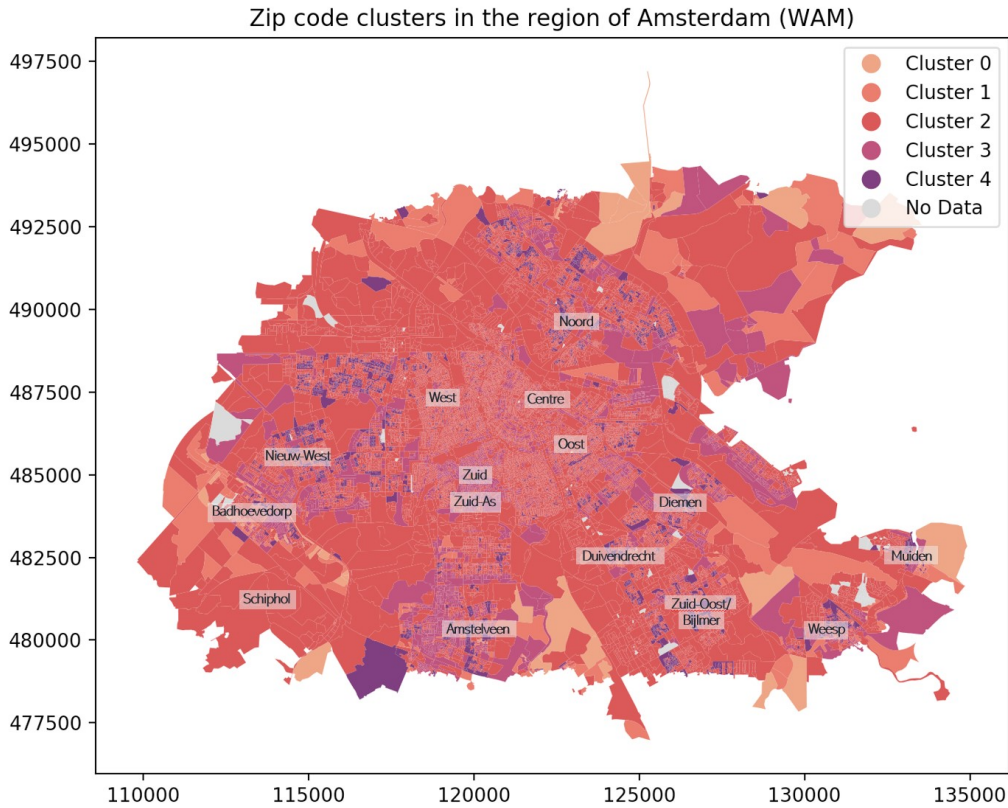 Zip code clusters in the region of Amsterdam (WAM)
497500
495000
492500
490000
487500
485000
482500
480000
477500
Cluster 0
Cluster 1
Cluster 2
Cluster 3
Cluster 4
No Data
Noord
West
Centre
Oost
Nieuw-West
Zuid
Zuid-As
Diemen
Badhoevedorp
Duivendrecht
Muiden
Schiphol
Zuid-Oost/
Bijlmer
Amstelveen
Weesp
110000 115000 120000 125000 130000 135000